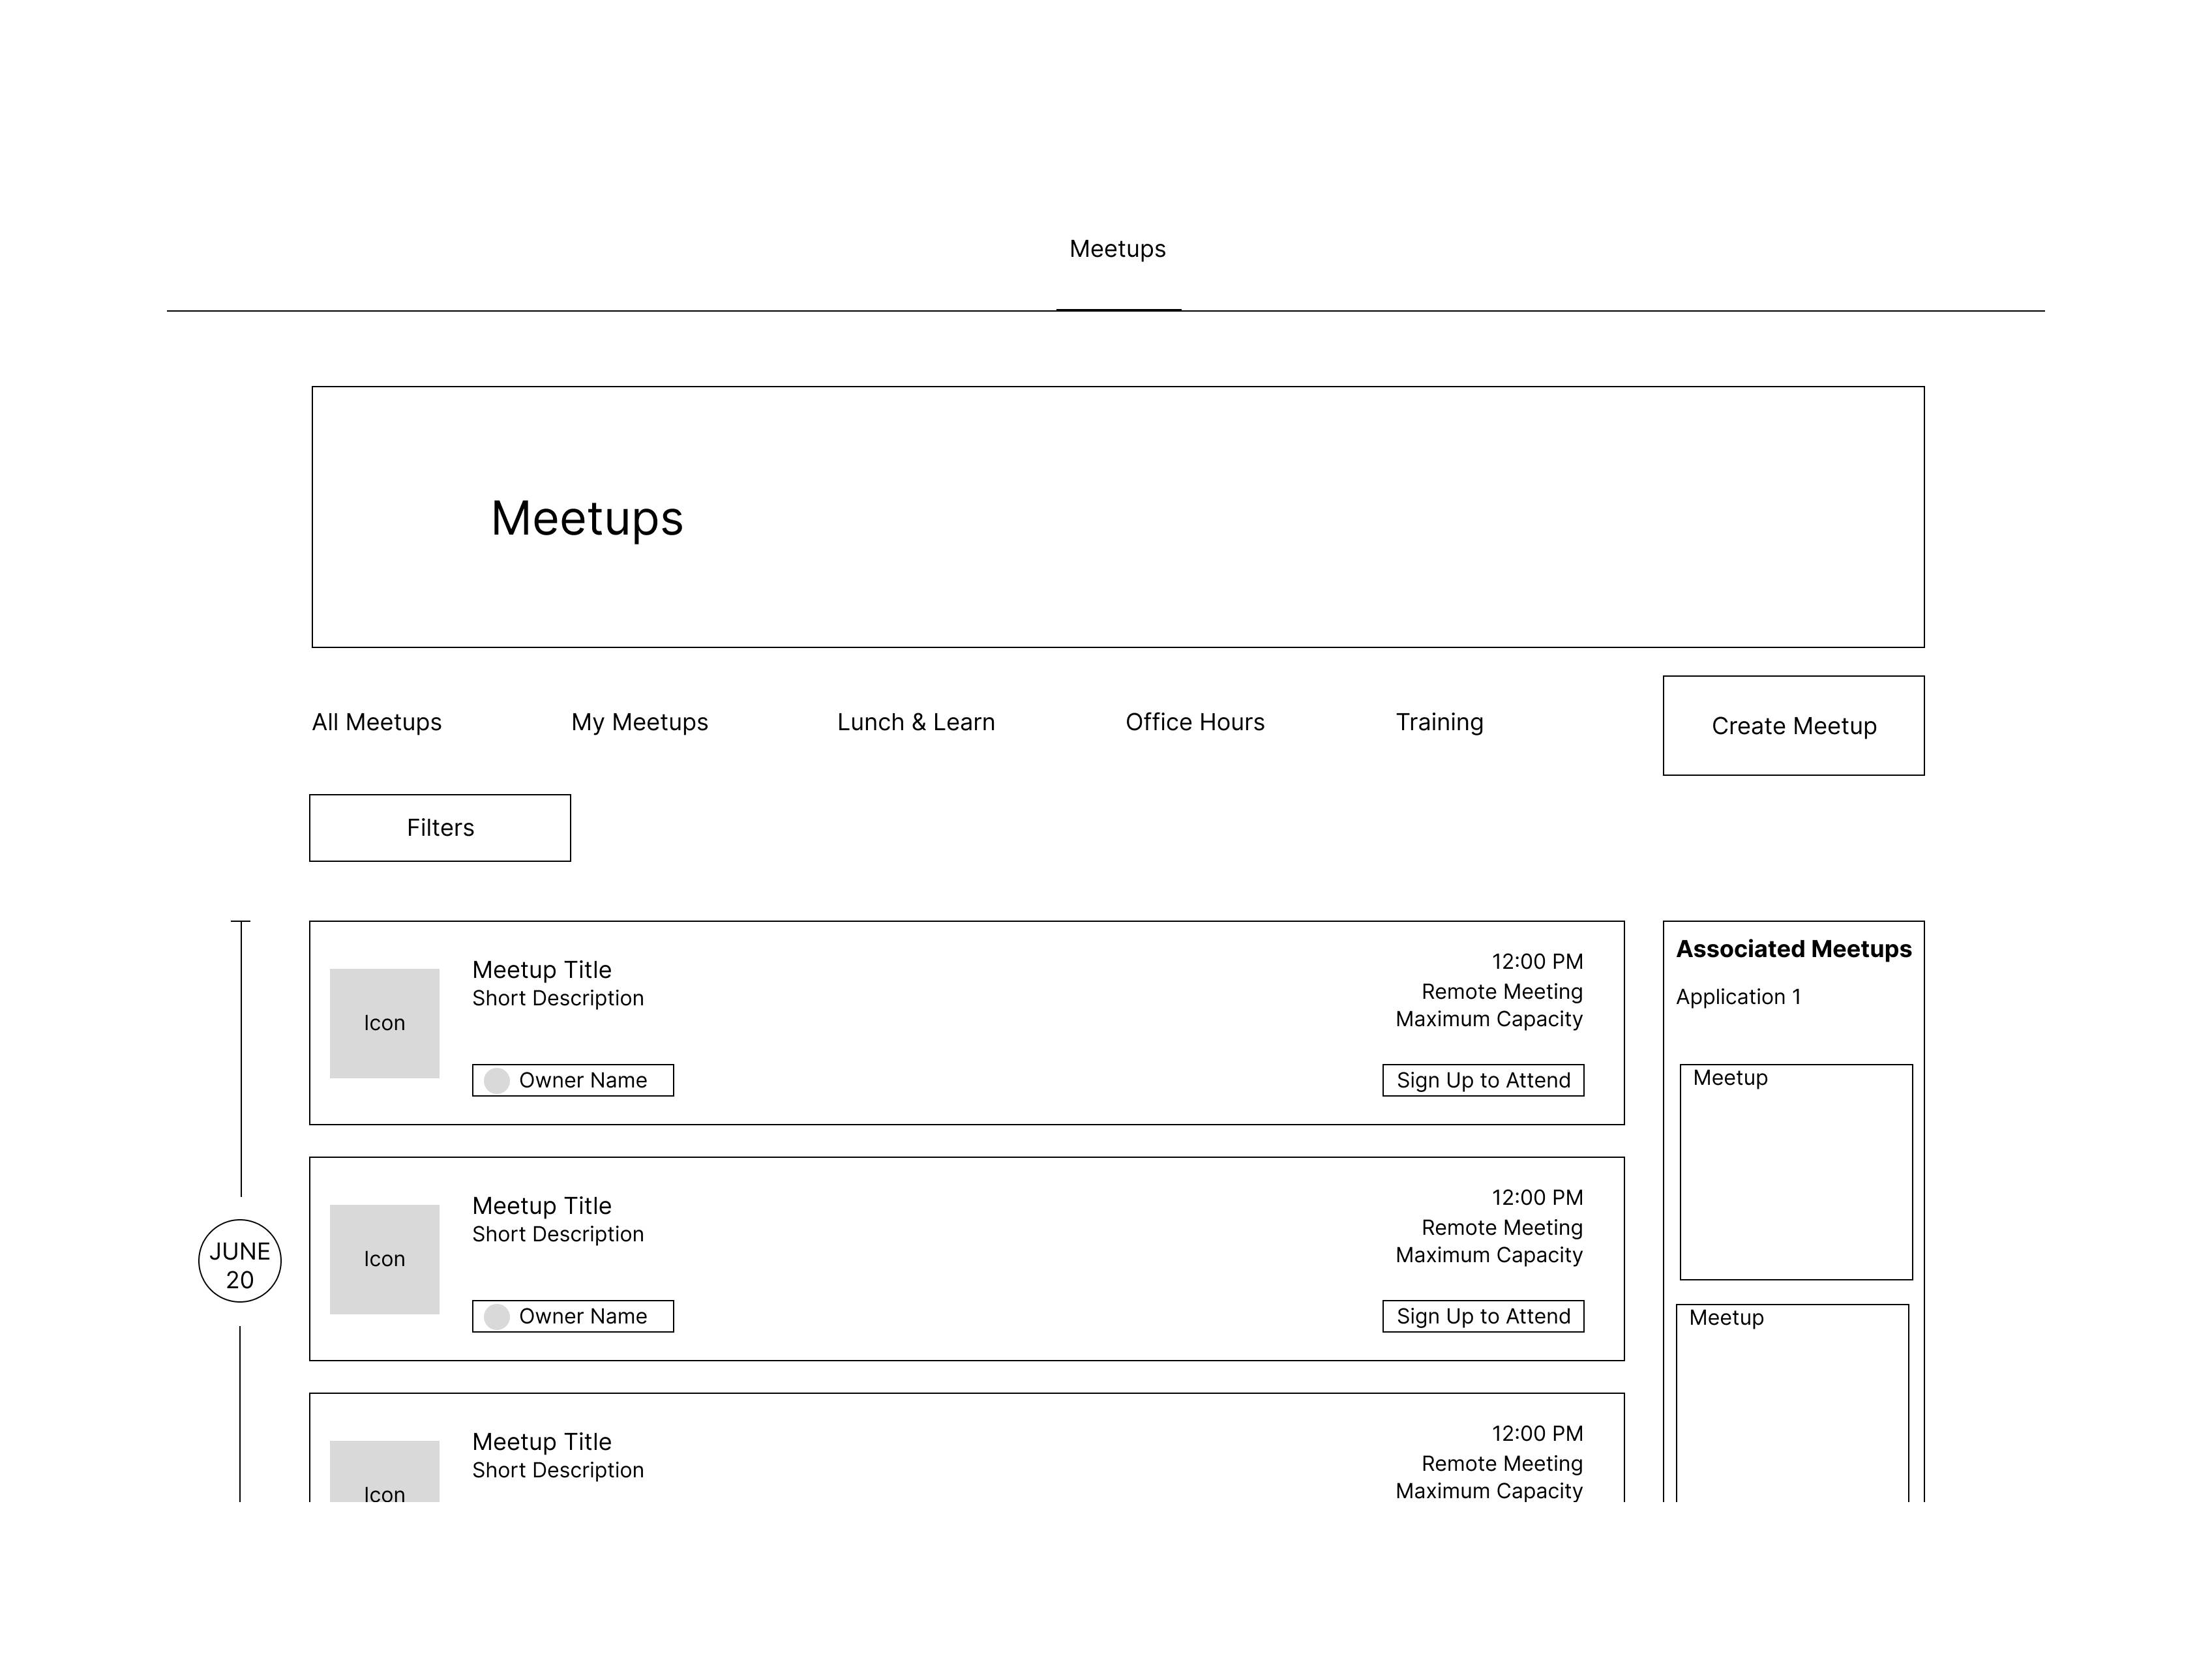 Meetups
Meetups
All Meetups
My Meetups
Lunch & Learn
Office Hours
Training
Create Meetup
Filters
Meetup Title
Short Description
Icon
Owner Name
12:00 PM
Remote Meeting
Maximum Capacity
Sign Up to Attend
JUNE
20
Meetup Title
Short Description
Icon
Owner Name
12:00 PM
Remote Meeting
Maximum Capacity
Sign Up to Attend
Meetup Title
Short Description
Icon
12:00 PM
Remote Meeting
Maximum Capacity
Associated Meetups
Application 1
Meetup
Meetup